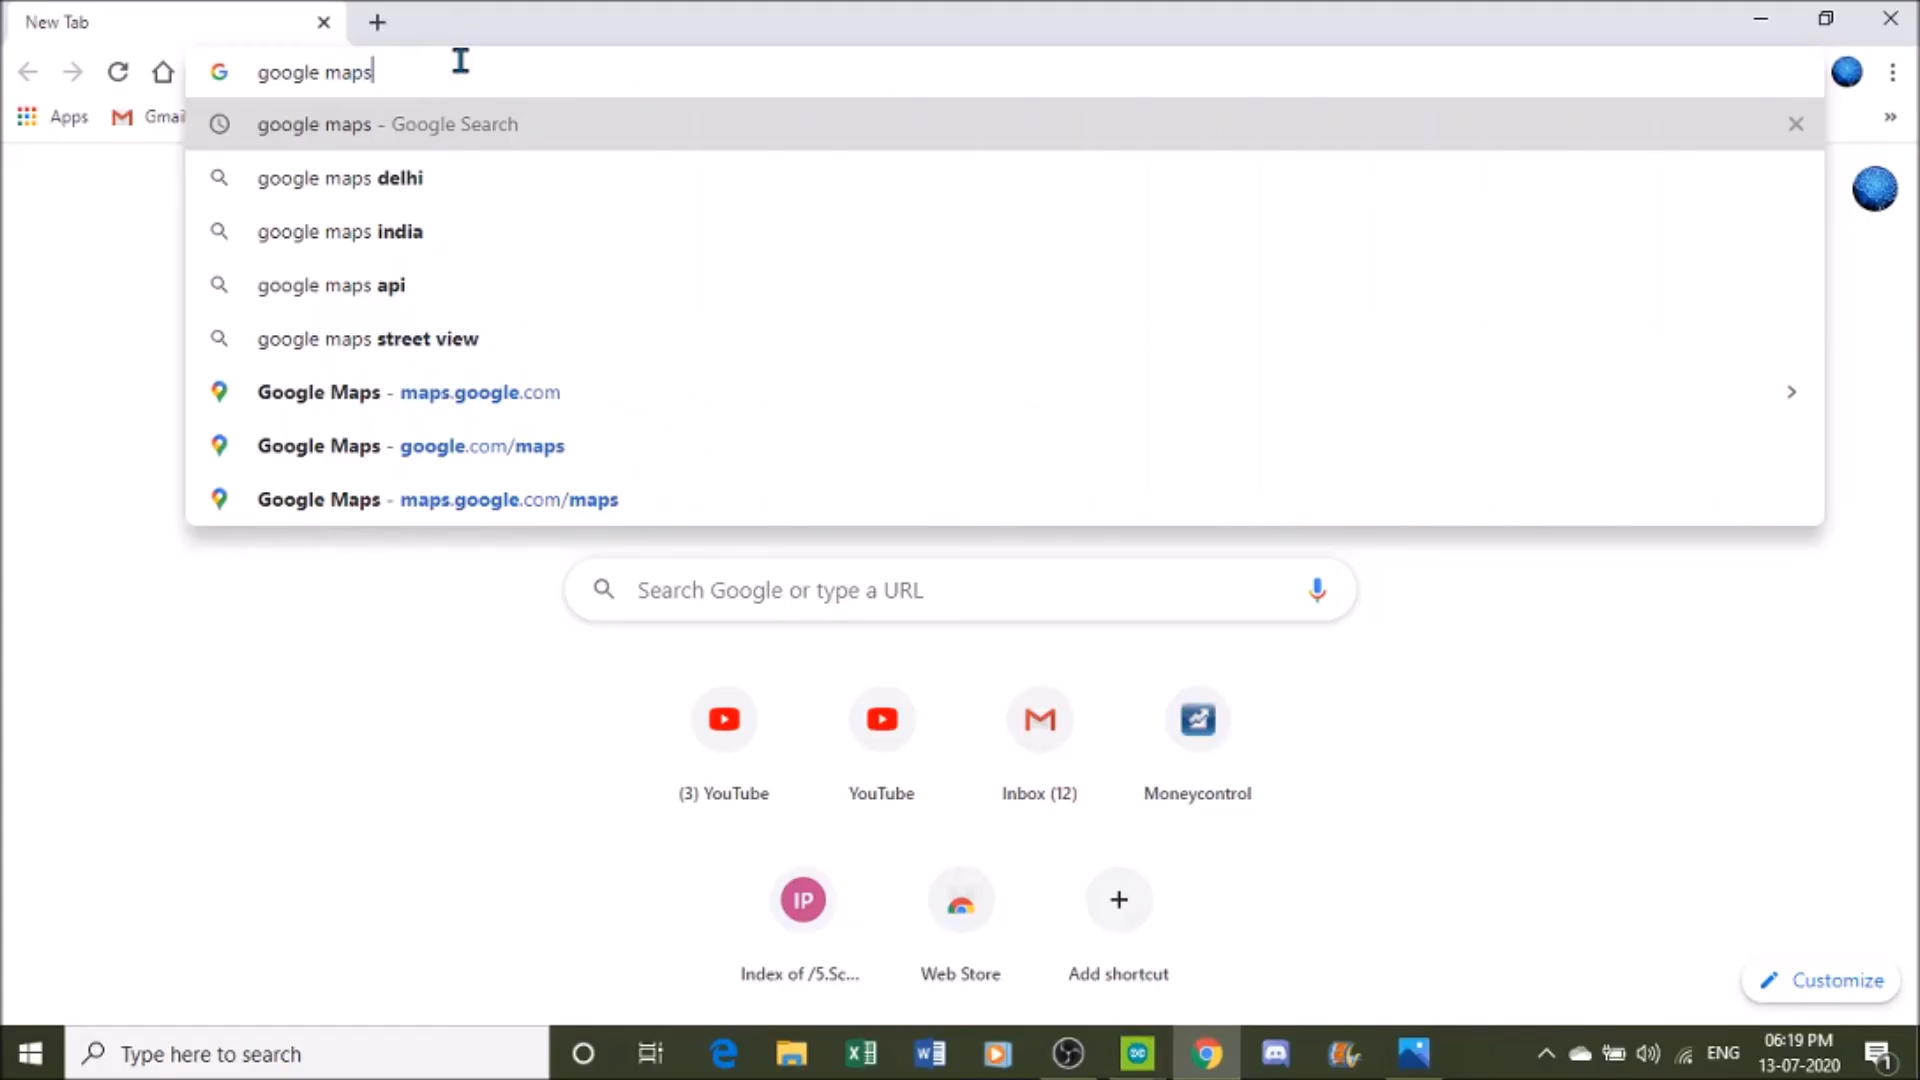 New Tab
google maps
Apps
Gmail
google maps - Google Search
google maps delhi
google maps india
google maps api
google maps street view
Google Maps - maps.google.com
Google Maps - google.com/maps
Google Maps - maps.google.com/maps
Search Google or type a URL
(3) YouTube
YouTube
Inbox (12)
Moneycontrol
IP
Index of /5.Sc...
Web Store
Add shortcut
Customize
Type here to search
ENG
06:19 PM
13-07-2020
1